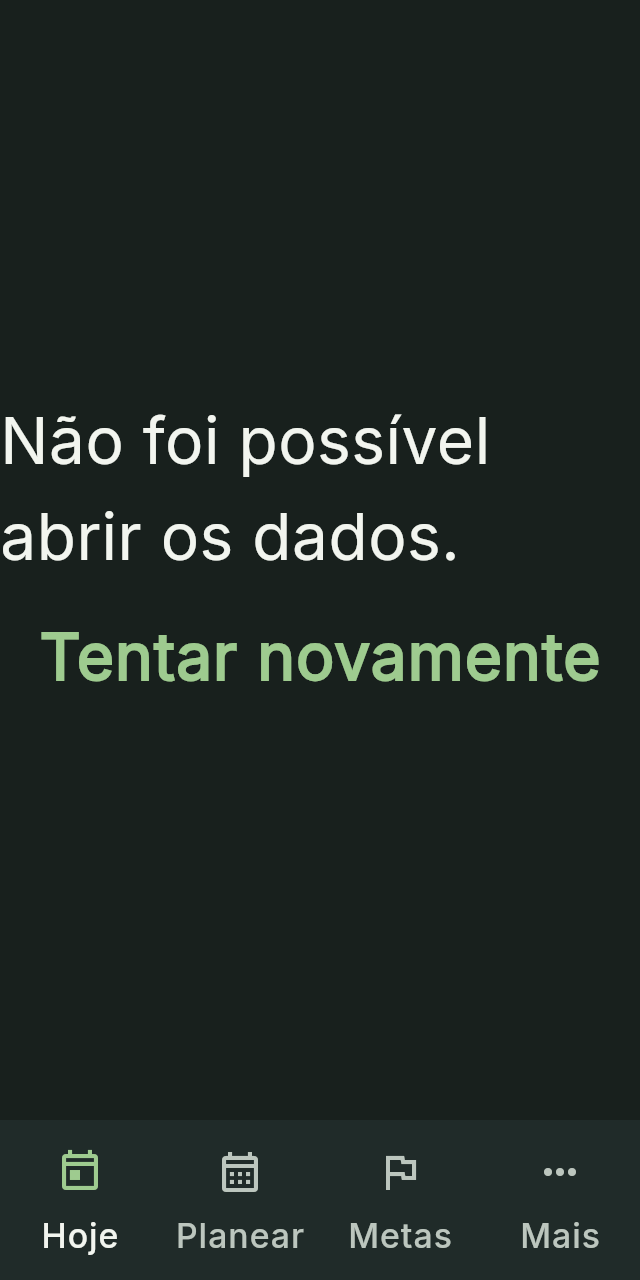 Não foi possível
abrir os dados.
Tentar novamente
Hoje
Planear
Metas
Mais